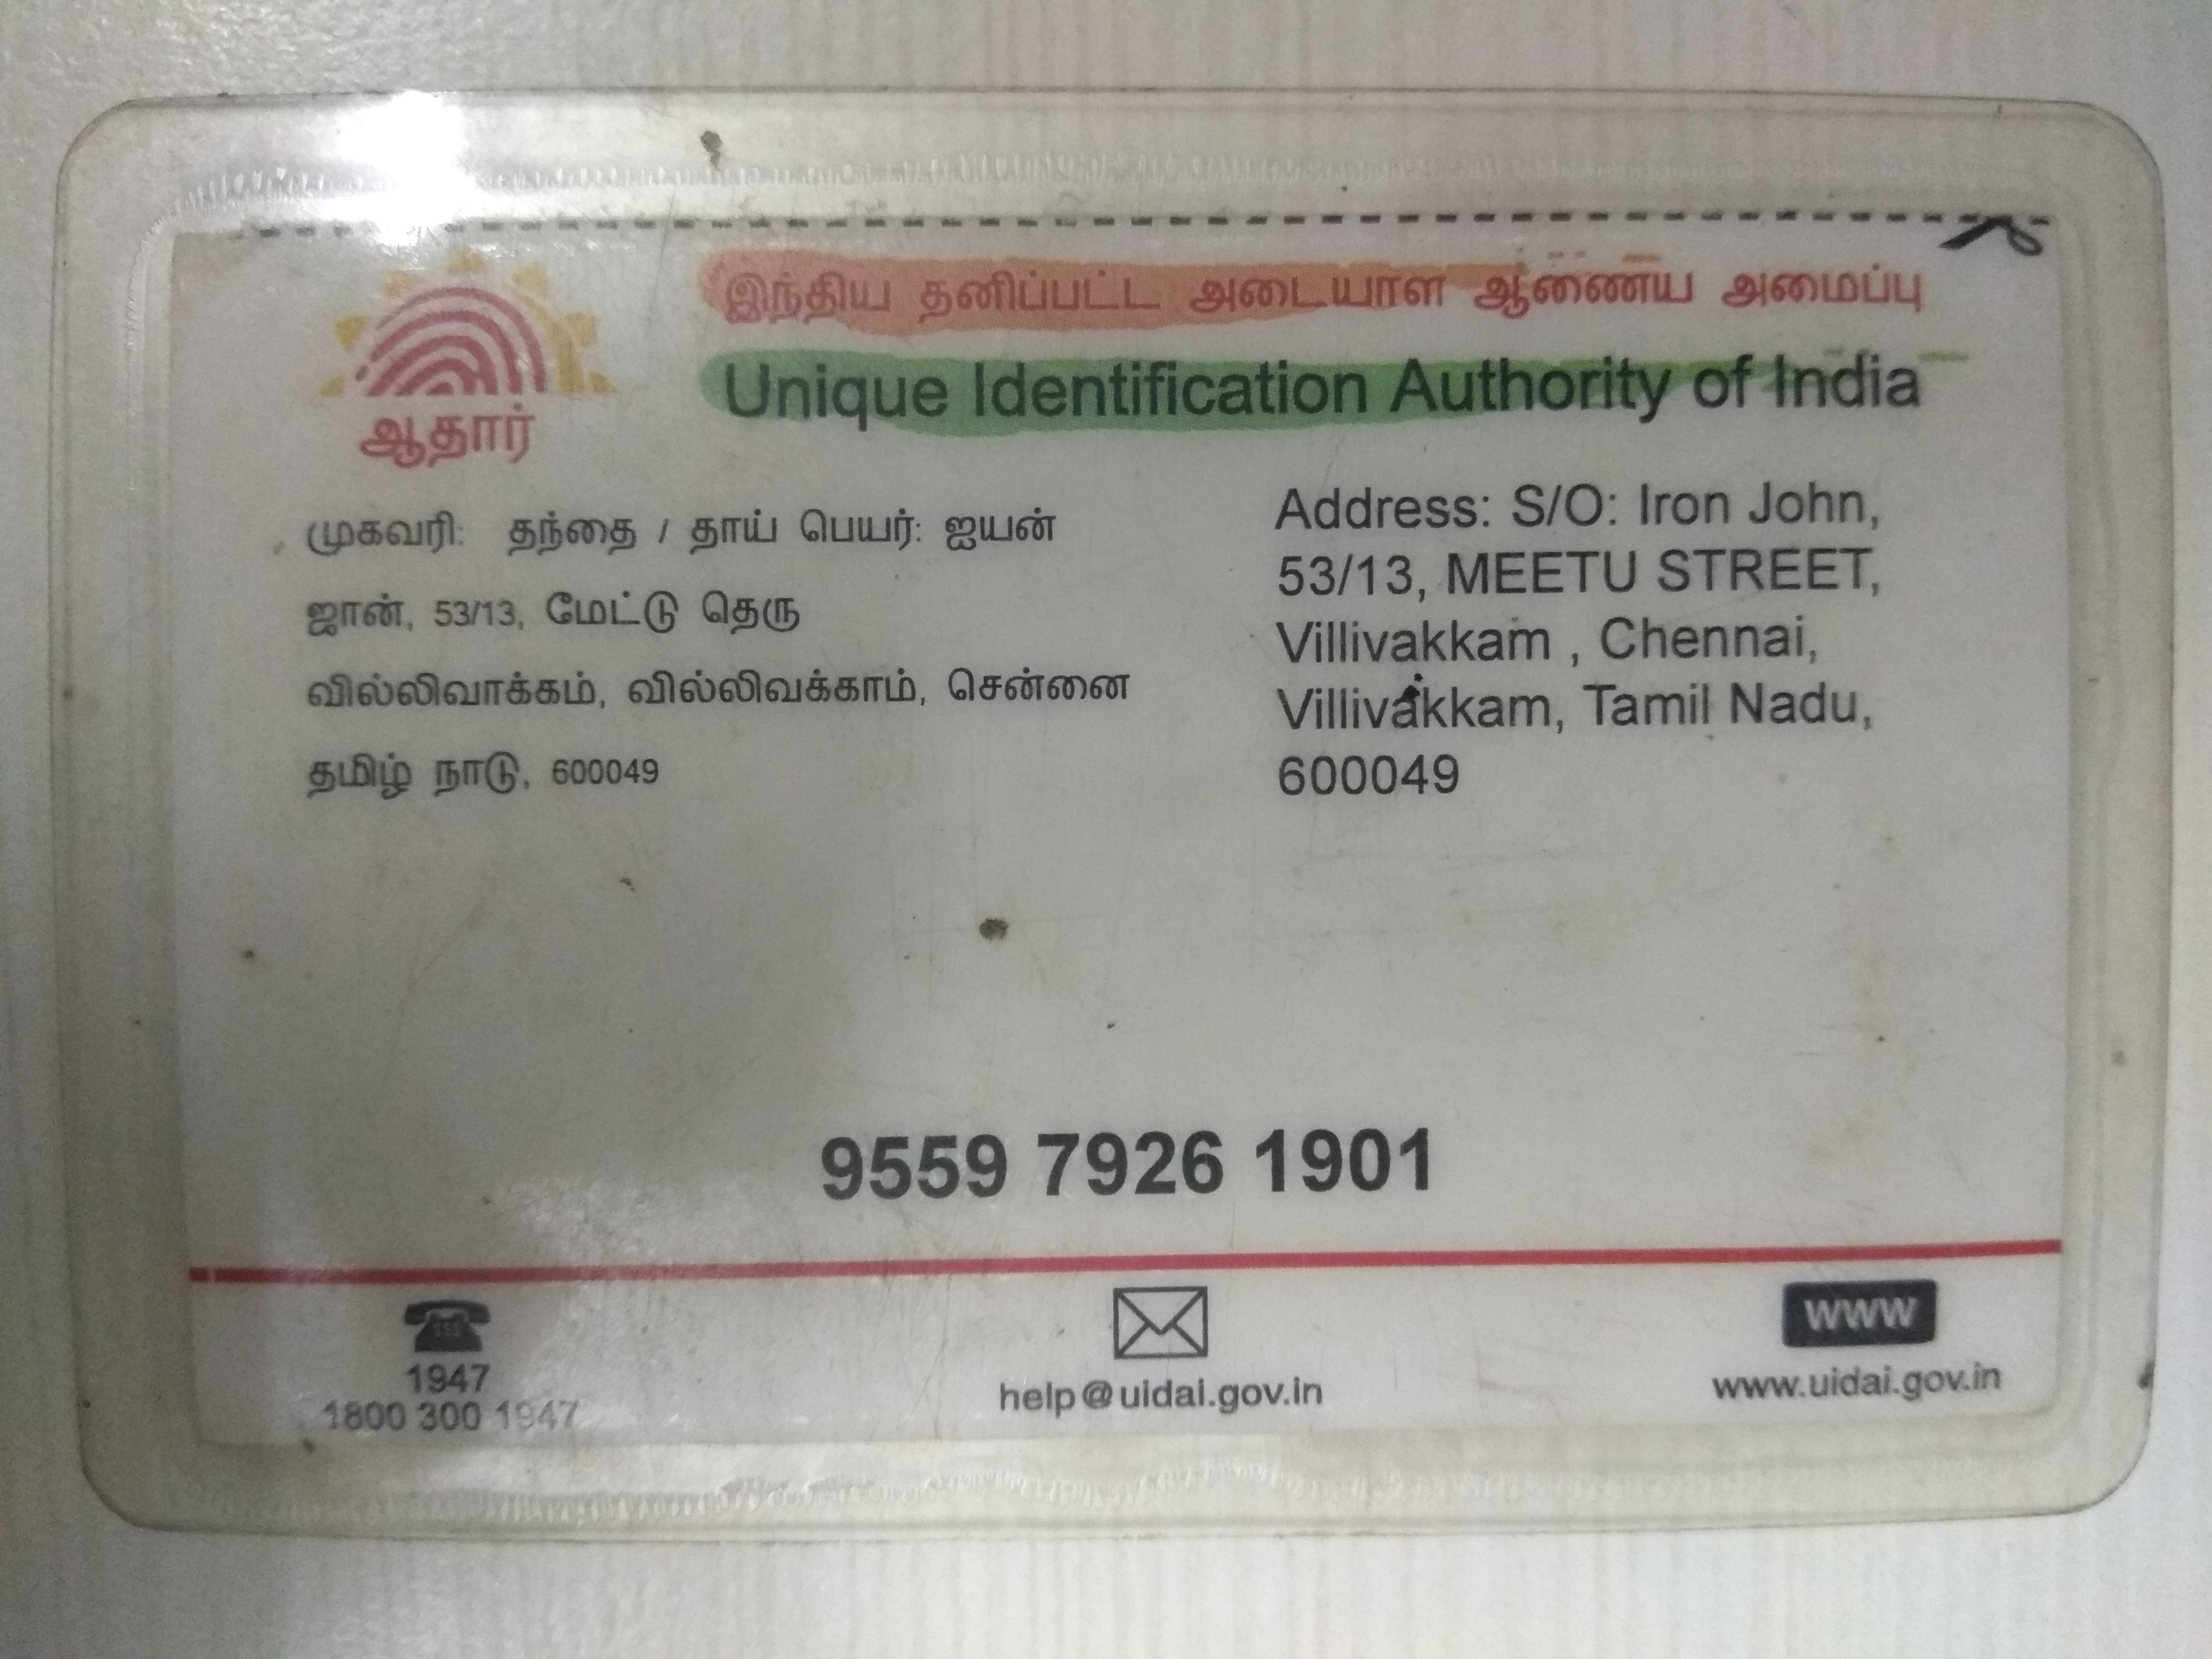 இந்திய தனிப்பட்ட அடையாள ஆணைய அமைப்பு
Unique Identification Authority of India
ஆதார்
முகவரி: தந்தை / தாய் பெயர்: ஐயன்
ஜான், 53/13, மேட்டு தெரு
வில்லிவாக்கம், வில்லிவக்காம், சென்னை
தமிழ் நாடு, 600049
Address: S/O: Iron John,
53/13, MEETU STREET,
Villivakkam , Chennai,
Villivakkam, Tamil Nadu,
600049
9559 7926 1901
1947
1800 300 1947
help@uidai.gov.in
www
www.uidai.gov.in